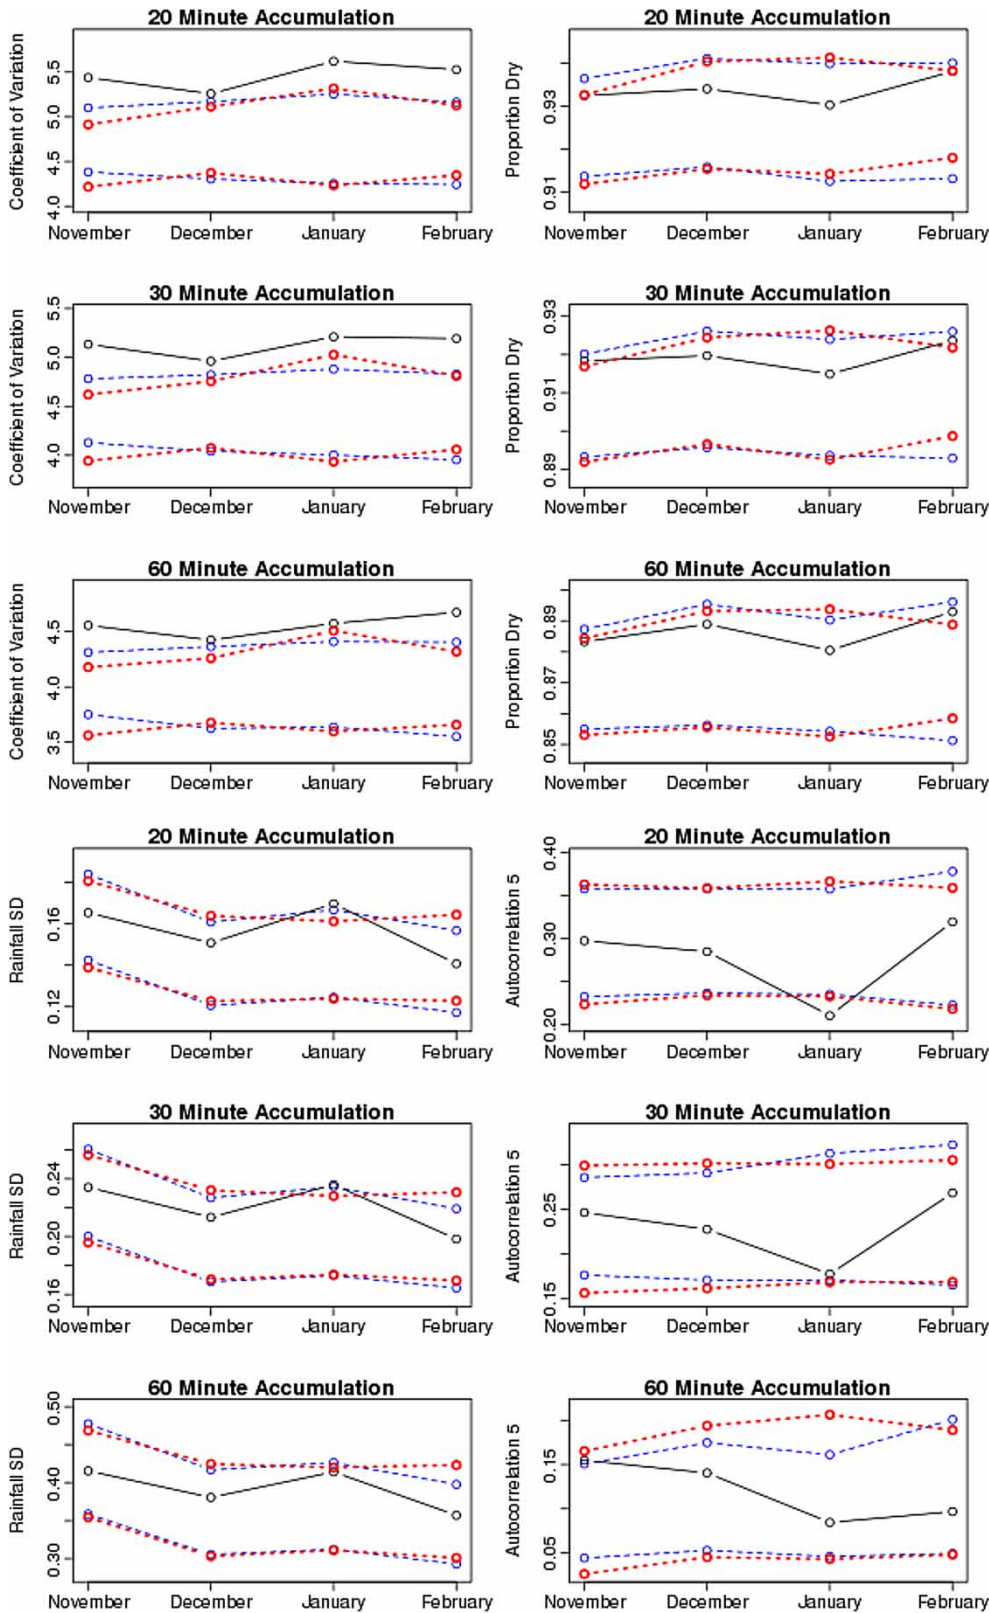 20 Minute Accumulation
Coefficient of Variation
5.5
5.0
4.5
4.0
November December January February
20 Minute Accumulation
Proportion Dry
0.93
0.91
November December January February
30 Minute Accumulation
Coefficient of Variation
5.5
5.0
4.5
4.0
November December January February
30 Minute Accumulation
Proportion Dry
0.93
0.91
0.89
November December January February
60 Minute Accumulation
Coefficient of Variation
4.5
4.0
3.5
November December January February
60 Minute Accumulation
Proportion Dry
0.89
0.87
0.85
November December January February
20 Minute Accumulation
Rainfall SD
0.16
0.12
November December January February
20 Minute Accumulation
Autocorrelation 5
0.40
0.30
0.20
November December January February
30 Minute Accumulation
Rainfall SD
0.24
0.20
0.16
November December January February
30 Minute Accumulation
Autocorrelation 5
0.25
0.15
November December January February
60 Minute Accumulation
Rainfall SD
0.50
0.40
0.30
November December January February
60 Minute Accumulation
Autocorrelation 5
0.15
0.05
November December January February